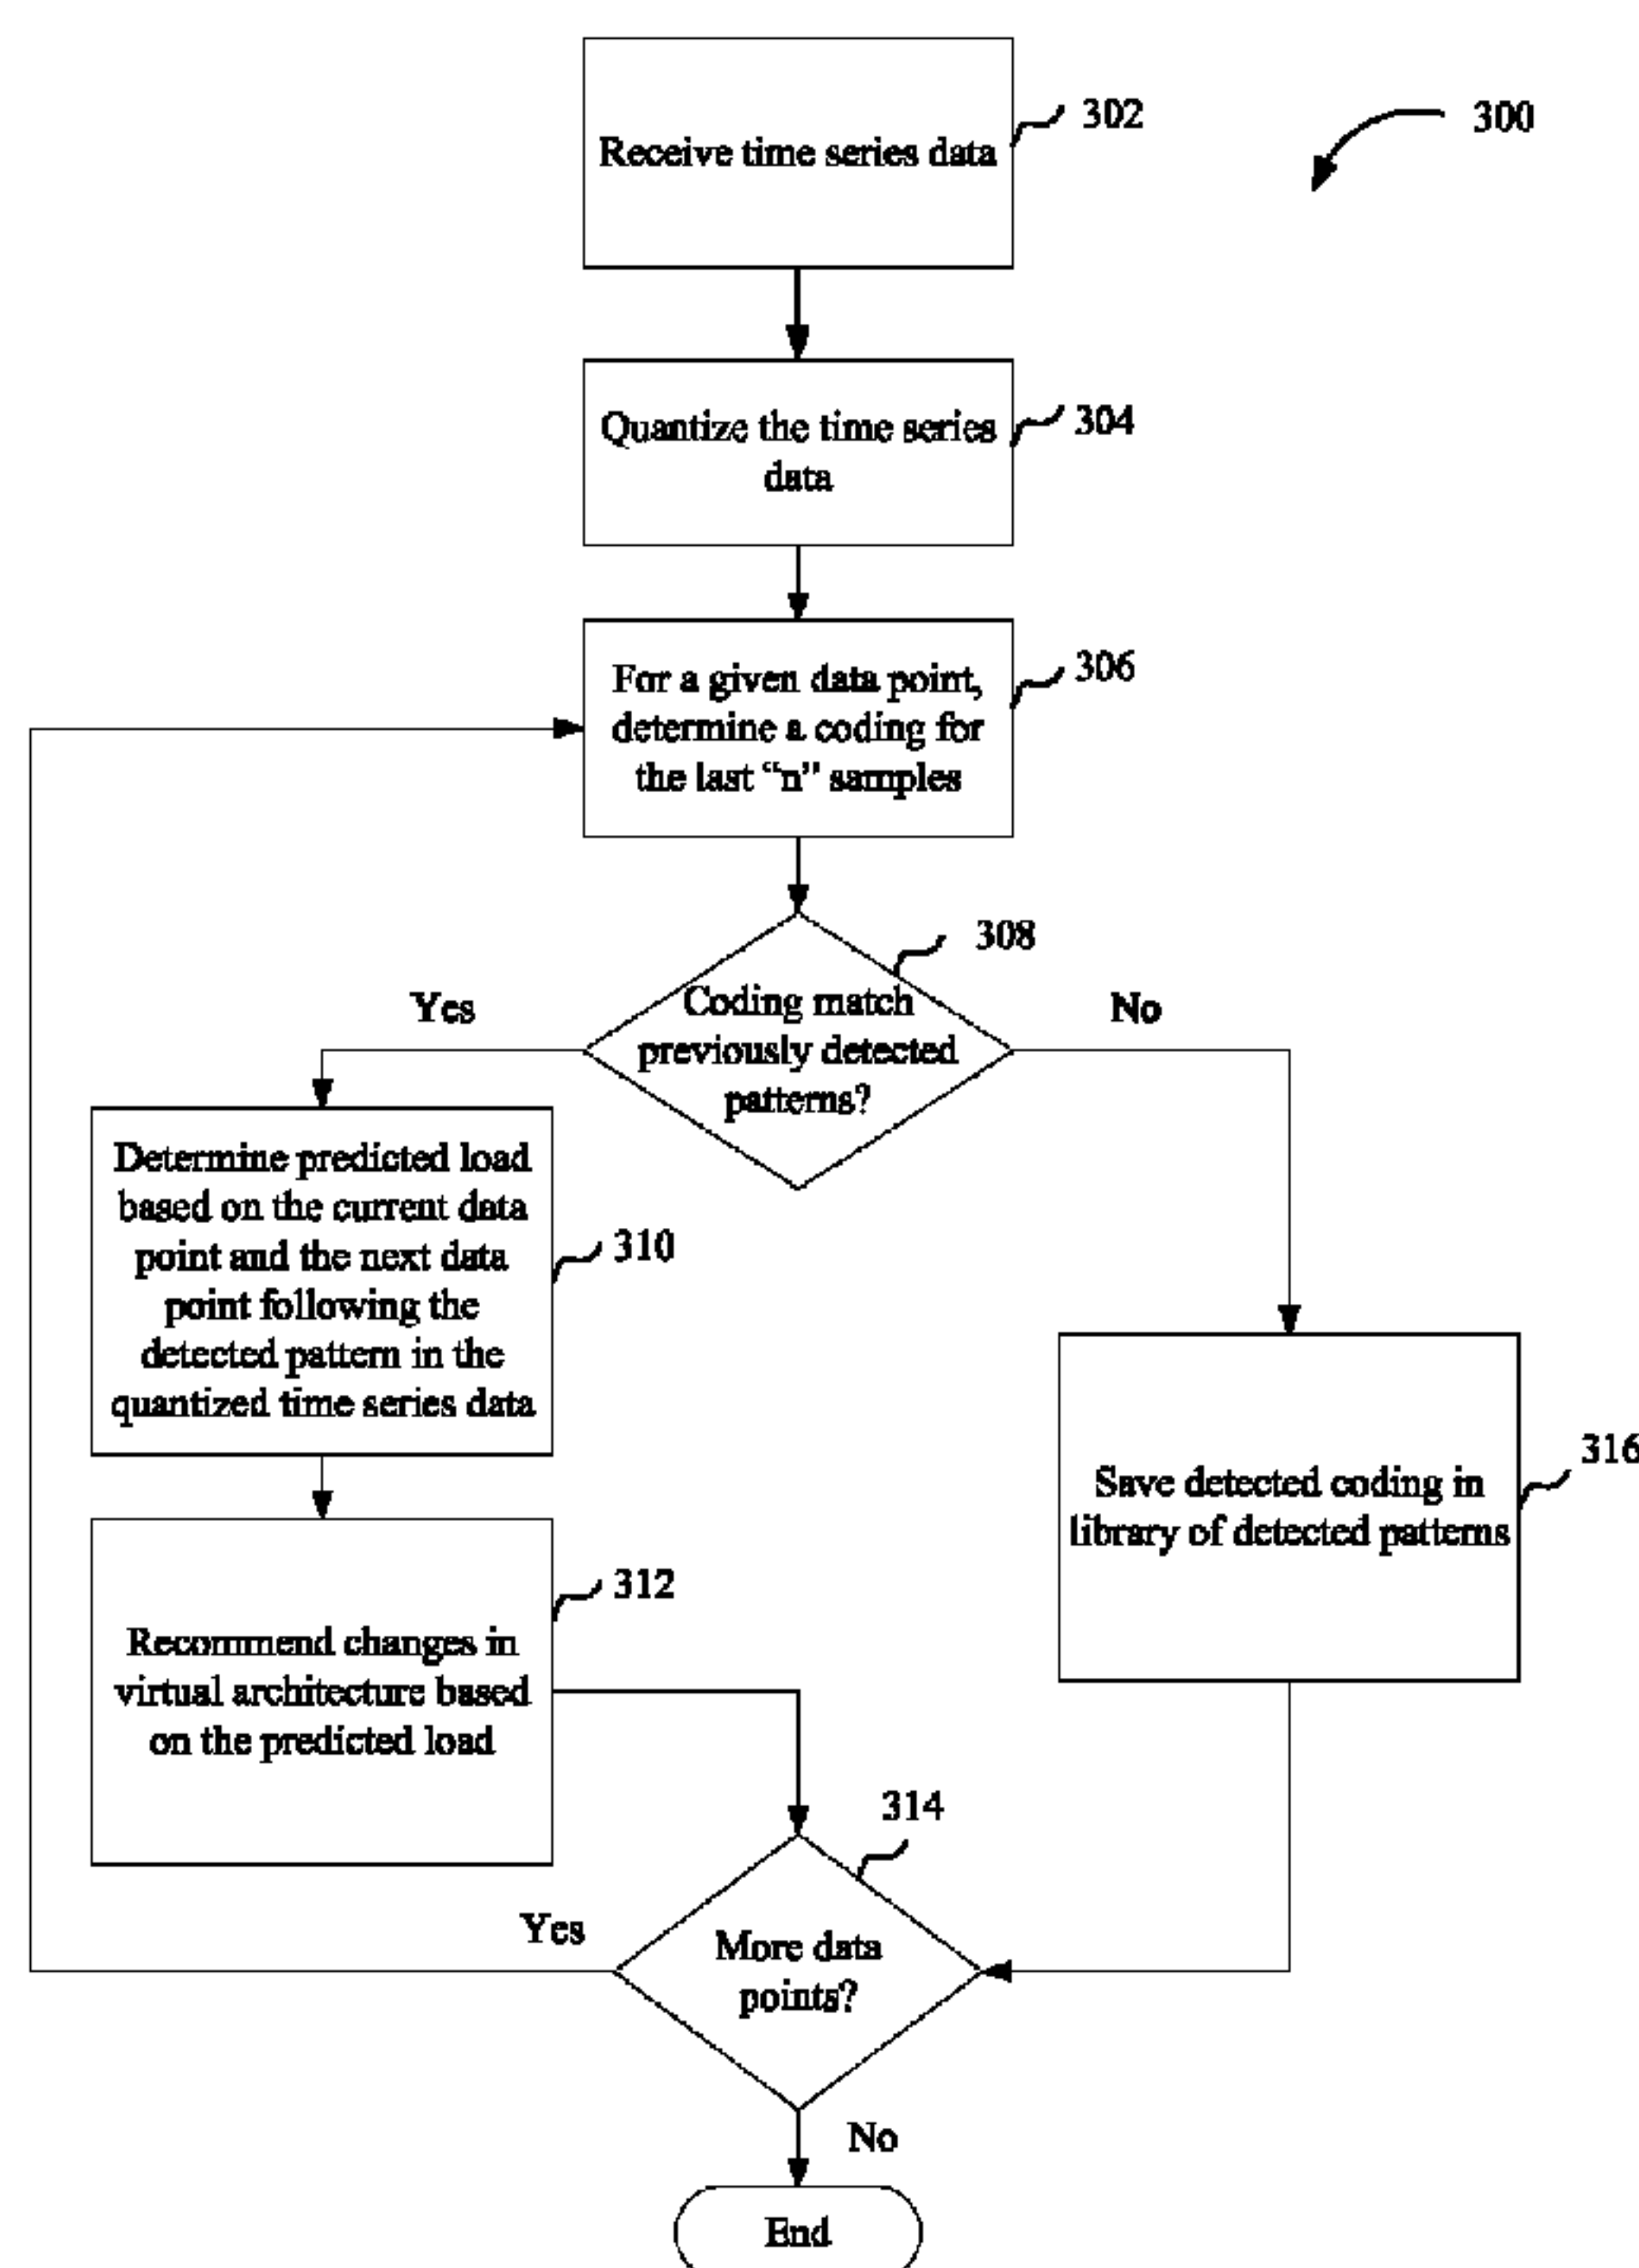 302
300
Receive time series data
304
Quantize the time series
data
306
For a given data point,
determine a coding for
the last “n” samples
308
Yes
No
Coding match
previously detected
patterns?
Determine predicted load
based on the current data
point and the next data
point following the
detected pattern in the
quantized time series data
310
316
Save detected coding in
library of detected patterns
312
Recommend changes in
virtual architecture based
on the predicted load
314
Yes
More data
points?
No
End